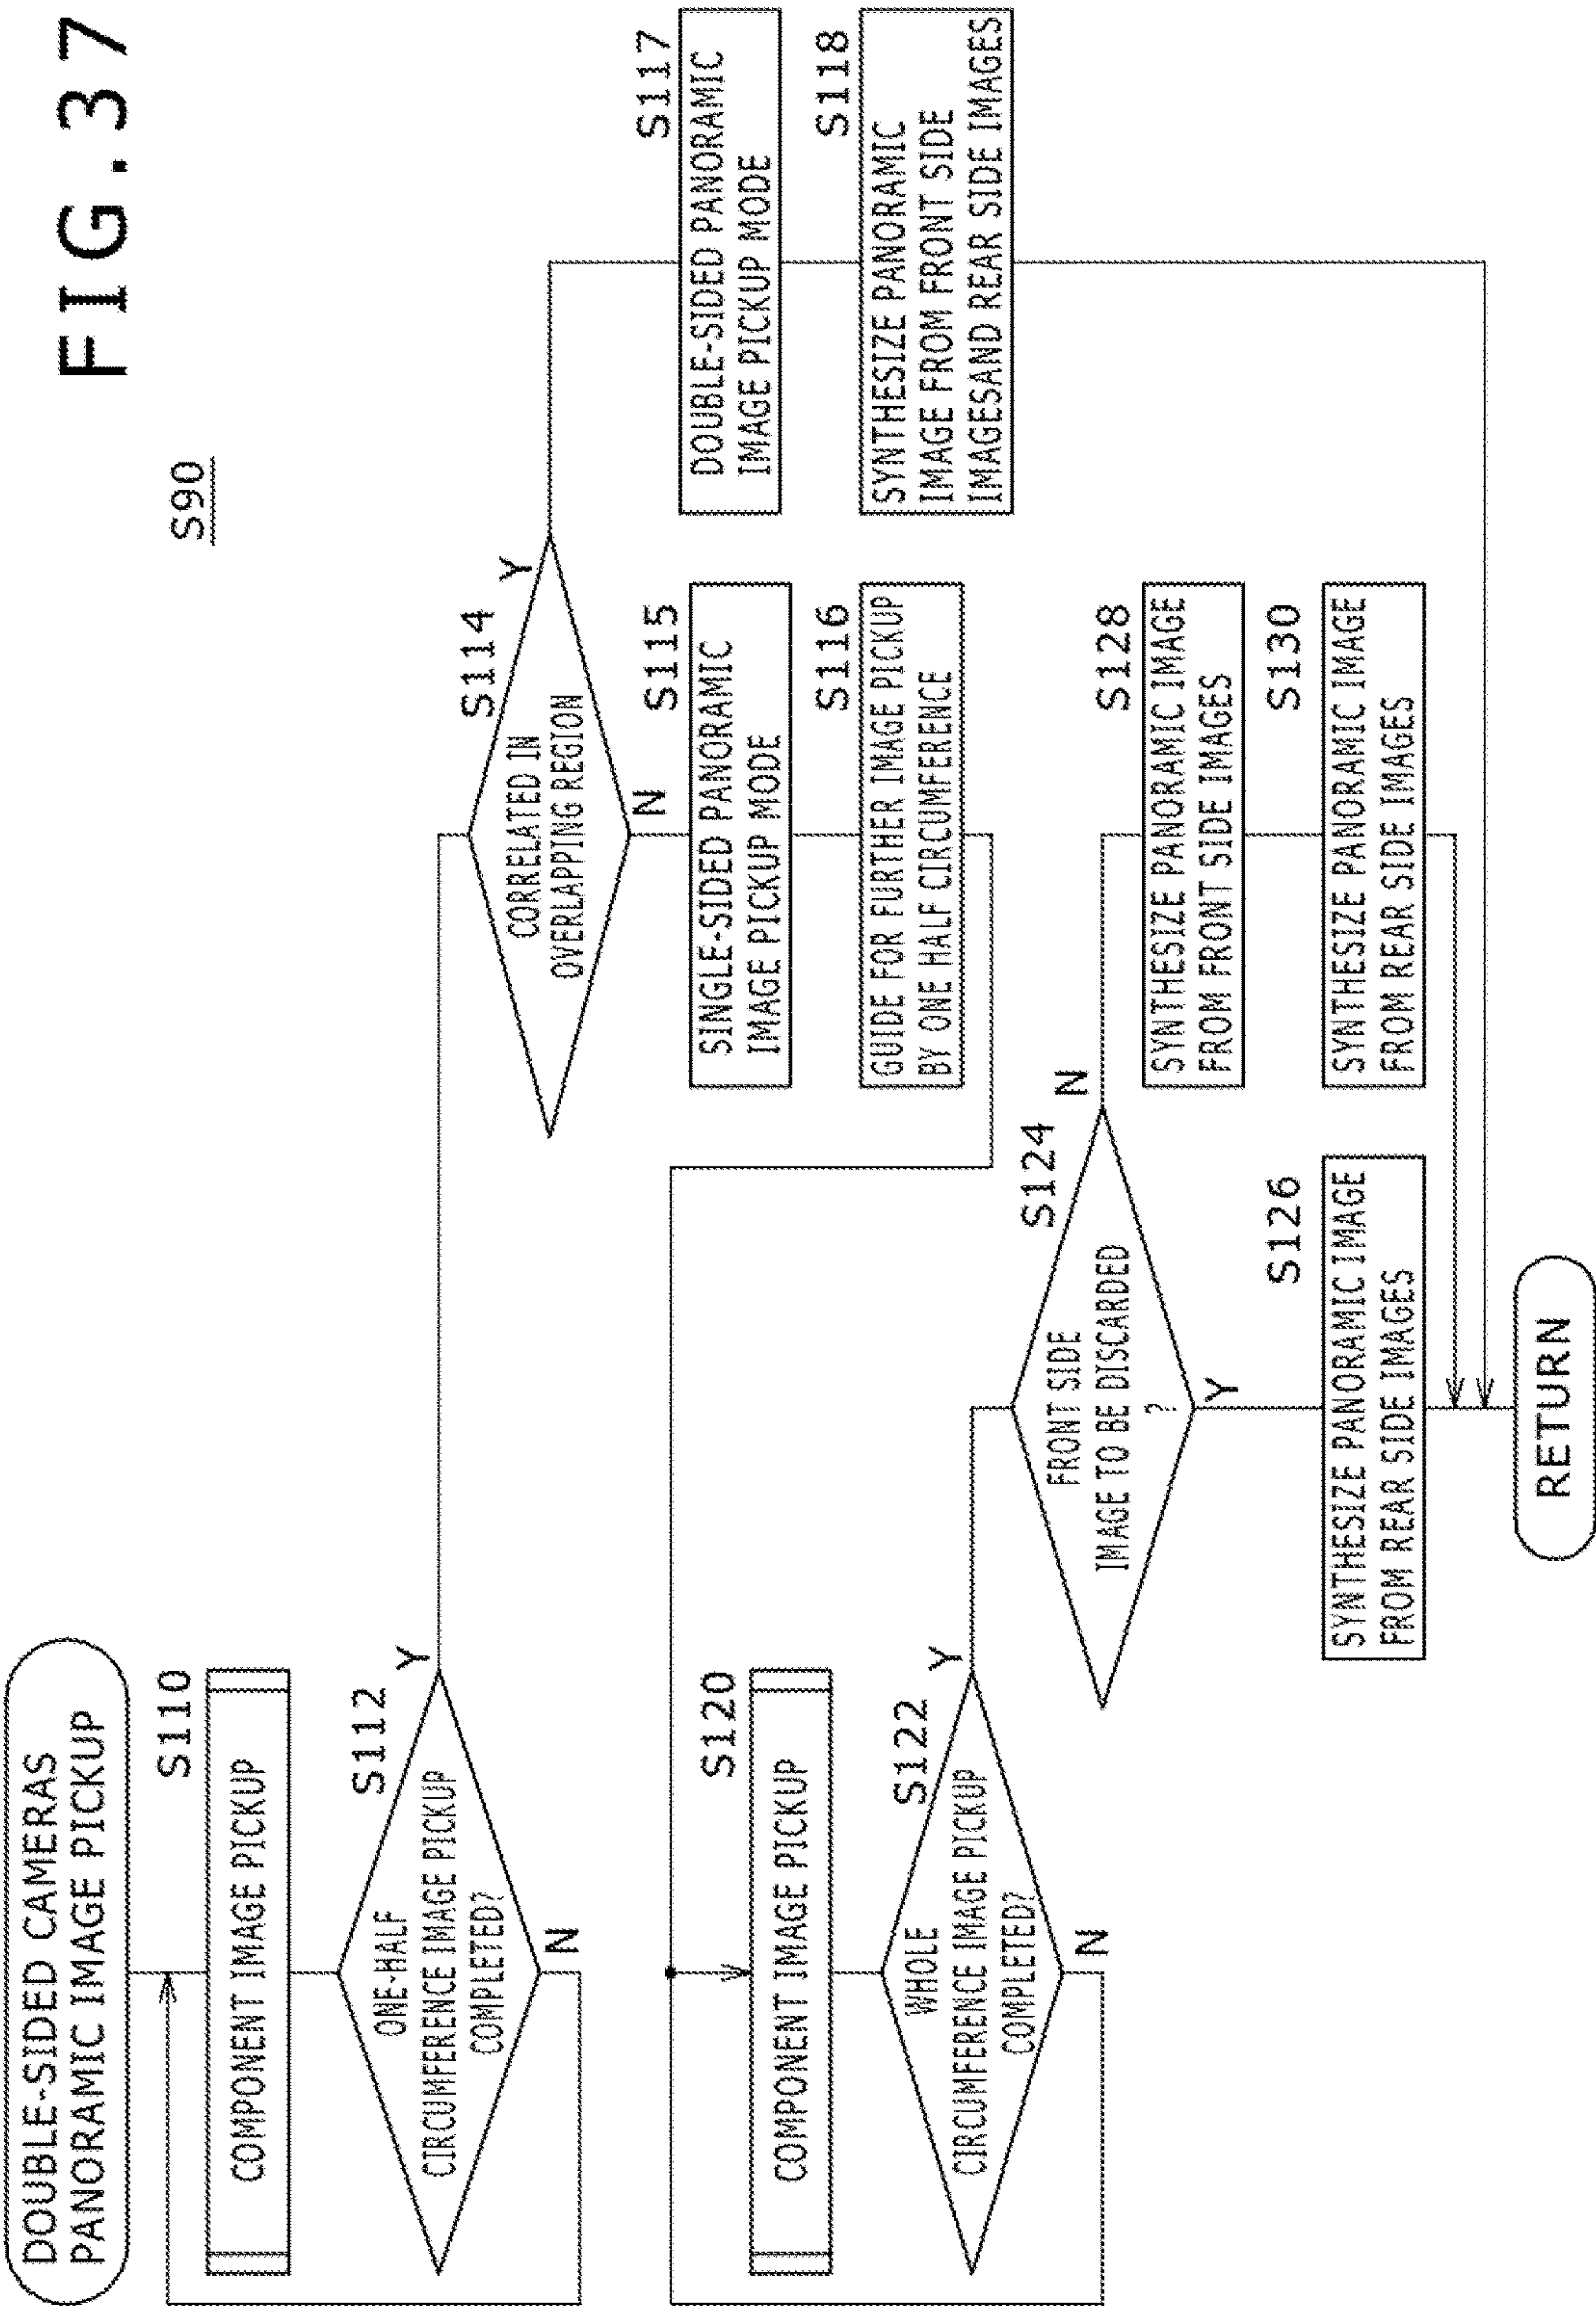 FIG.37
S90
DOUBLE-SIDED CAMERAS
PANORAMIC IMAGE PICKUP
S110
COMPONENT IMAGE PICKUP
S112
ONE-HALF
CIRCUMFERENCE IMAGE PICKUP
COMPLETED?
Y
N
S114
CORRELATED IN
OVERLAPPING REGION
Y
N
S115
SINGLE-SIDED PANORAMIC
IMAGE PICKUP MODE
S116
GUIDE FOR FURTHER IMAGE PICKUP
BY ONE HALF CIRCUMFERENCE
S117
DOUBLE-SIDED PANORAMIC
IMAGE PICKUP MODE
S118
SYNTHESIZE PANORAMIC
IMAGE FROM FRONT SIDE
IMAGESAND REAR SIDE IMAGES
S120
COMPONENT IMAGE PICKUP
S122
WHOLE
CIRCUMFERENCE IMAGE PICKUP
COMPLETED?
Y
N
S124
FRONT SIDE
IMAGE TO BE DISCARDED
?
N
Y
S126
SYNTHESIZE PANORAMIC IMAGE
FROM REAR SIDE IMAGES
S128
SYNTHESIZE PANORAMIC IMAGE
FROM FRONT SIDE IMAGES
S130
SYNTHESIZE PANORAMIC IMAGE
FROM REAR SIDE IMAGES
RETURN